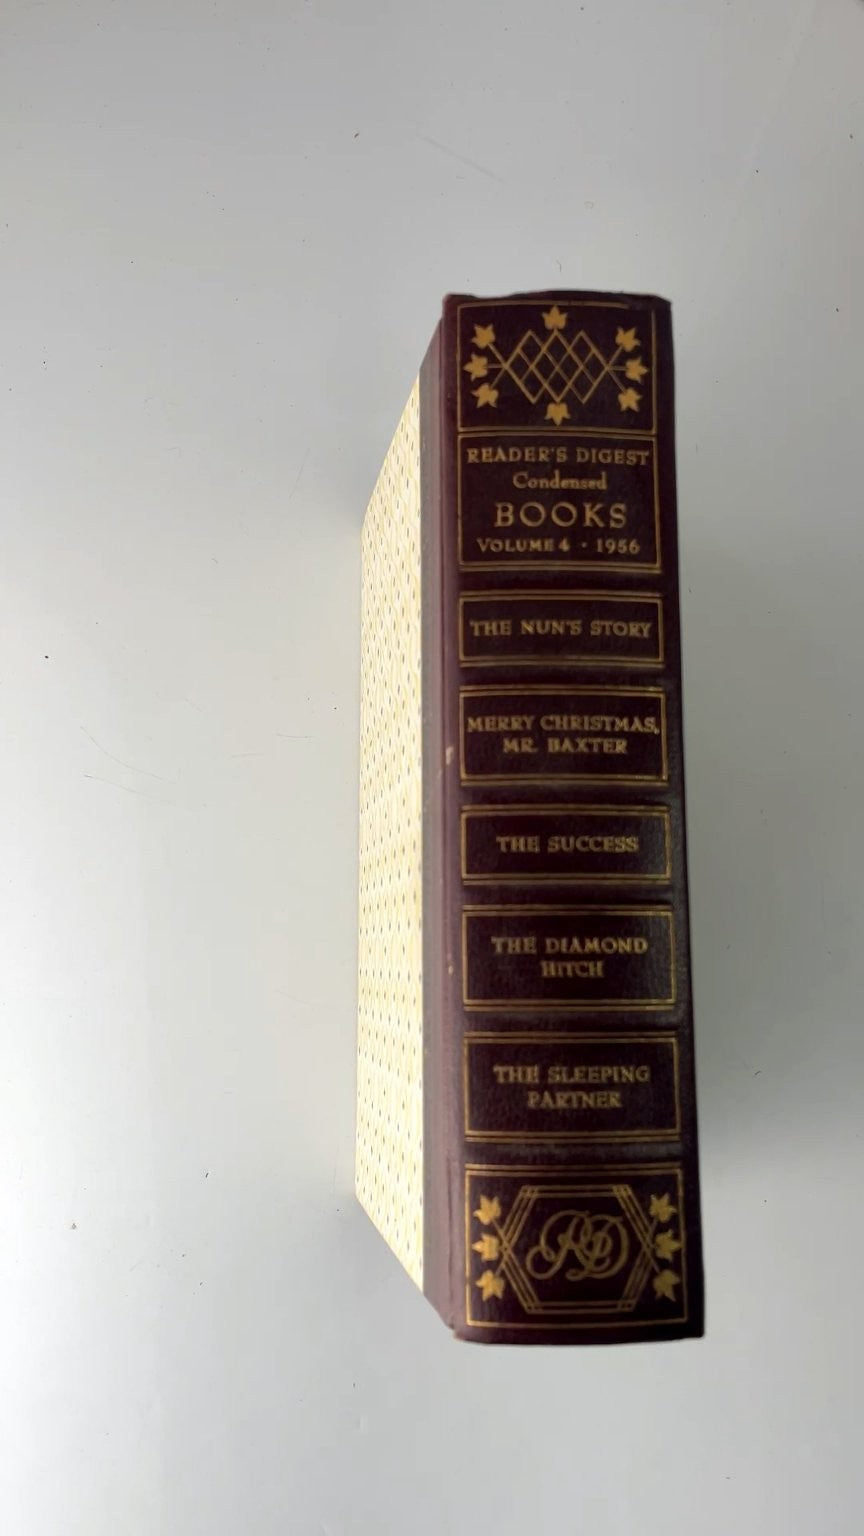 READER'S DIGEST
Condensed
BOOKS
VOLUME 4 · 1956
THE NUN'S STORY
MERRY CHRISTMAS,
MR. BAXTER
THE SUCCESS
THE DIAMOND
HITCH
THE SLEEPING
PARTNER
RD